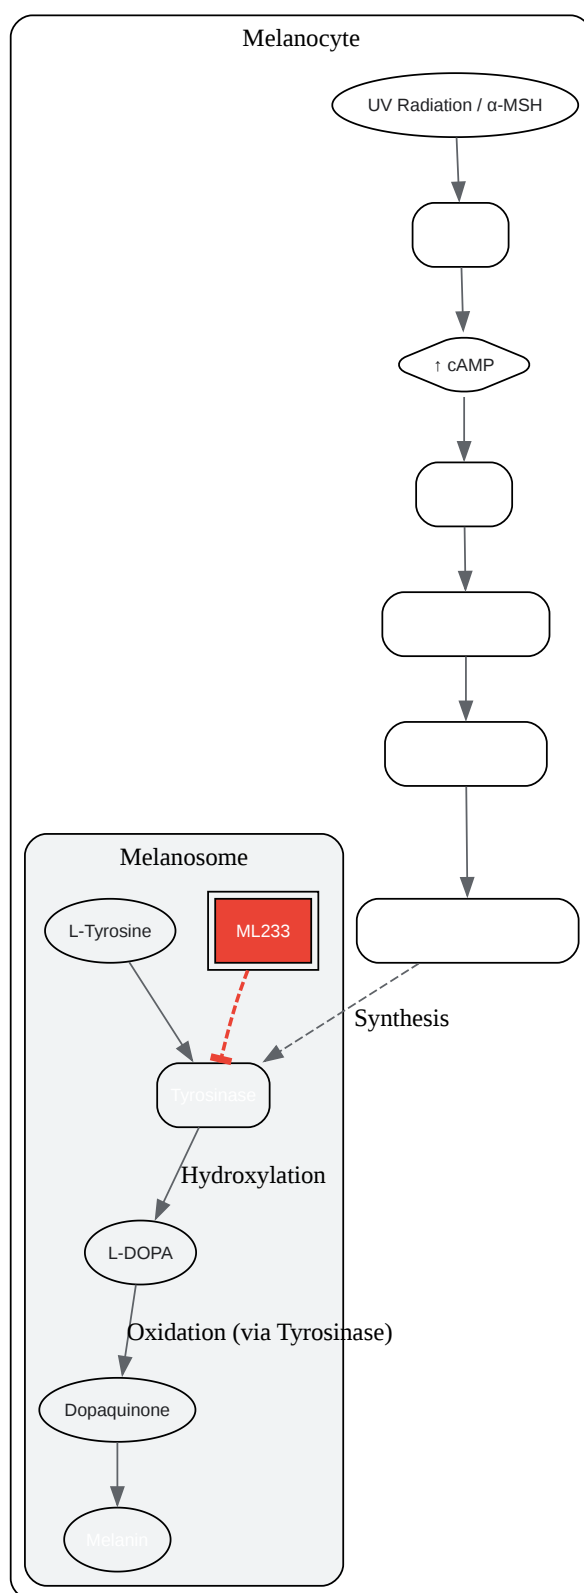 Melanocyte
UV Radiation / α-MSH
↑ cAMP
Melanosome
L-Tyrosine
ML233
Synthesis
Tyrosinase
Hydroxylation
L-DOPA
Oxidation (via Tyrosinase)
Dopaquinone
Melanin